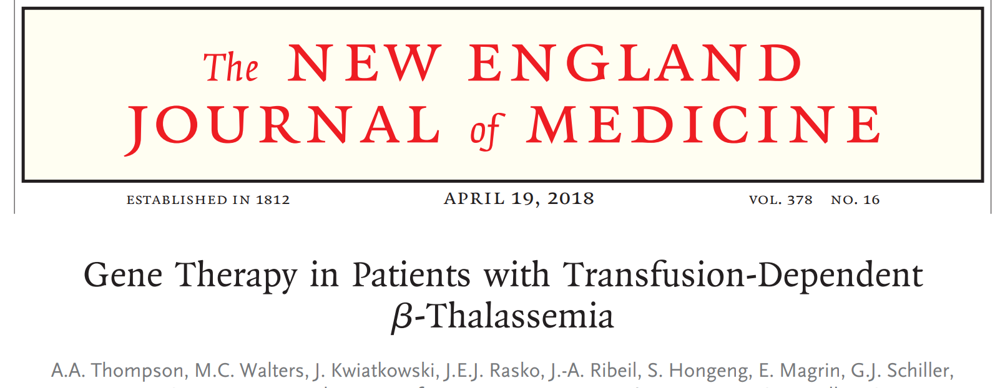 The NEW ENGLAND
JOURNAL of MEDICINE
ESTABLISHED IN 1812 APRIL 19, 2018 VOL. 378 NO. 16
Gene Therapy in Patients with Transfusion-Dependent
β-Thalassemia
A.A. Thompson, M.C. Walters, J. Kwiatkowski, J.E.J. Rasko, J.-A. Ribeil, S. Hongeng, E. Magrin, G.J. Schiller,